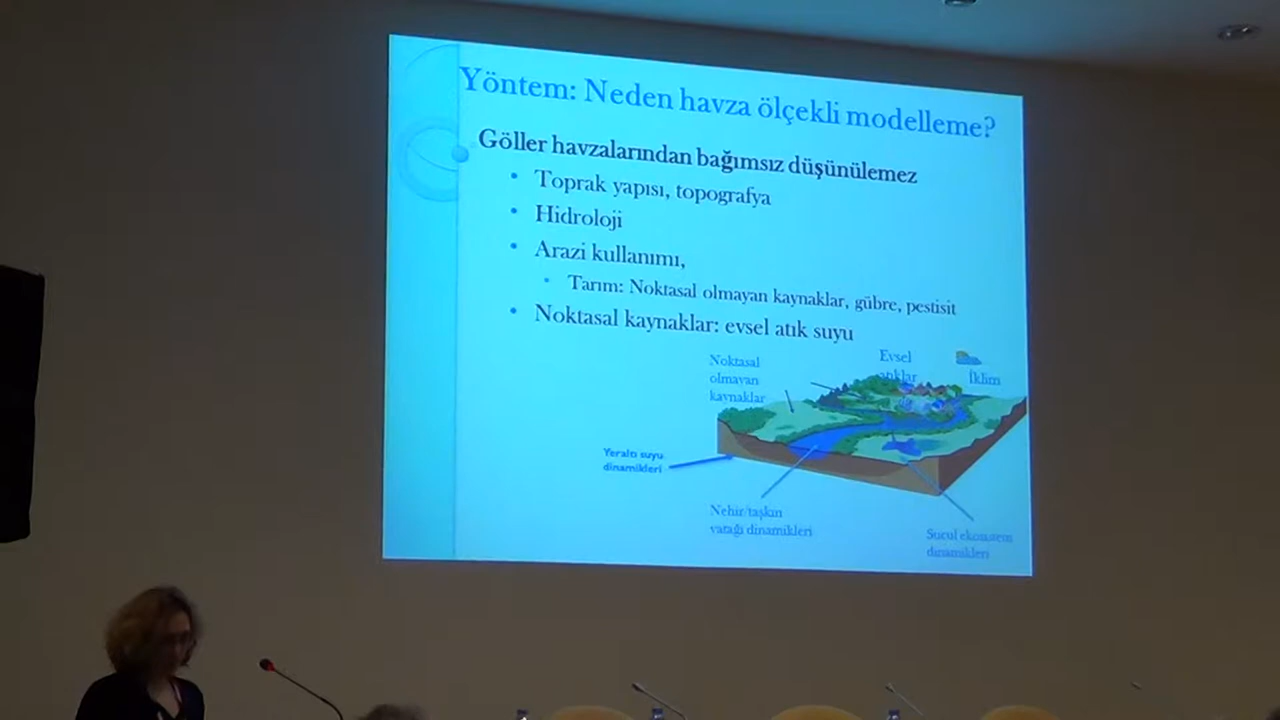 Yöntem: Neden havza ölçekli modelleme?
Göller havzalarından bağımsız düşünülemez
Toprak yapısı, topografya
Hidroloji
Arazi kullanımı,
Tarım: Noktasal olmayan kaynaklar, gübre, pestisit
Noktasal kaynaklar: evsel atık suyu
Noktasal
olmayan
kaynaklar
Evsel
atıklar
İklim
Yeraltı suyu
dinamikleri
Nehir/taşkın
yatağı dinamikleri
Sucul ekosistem
dinamikleri